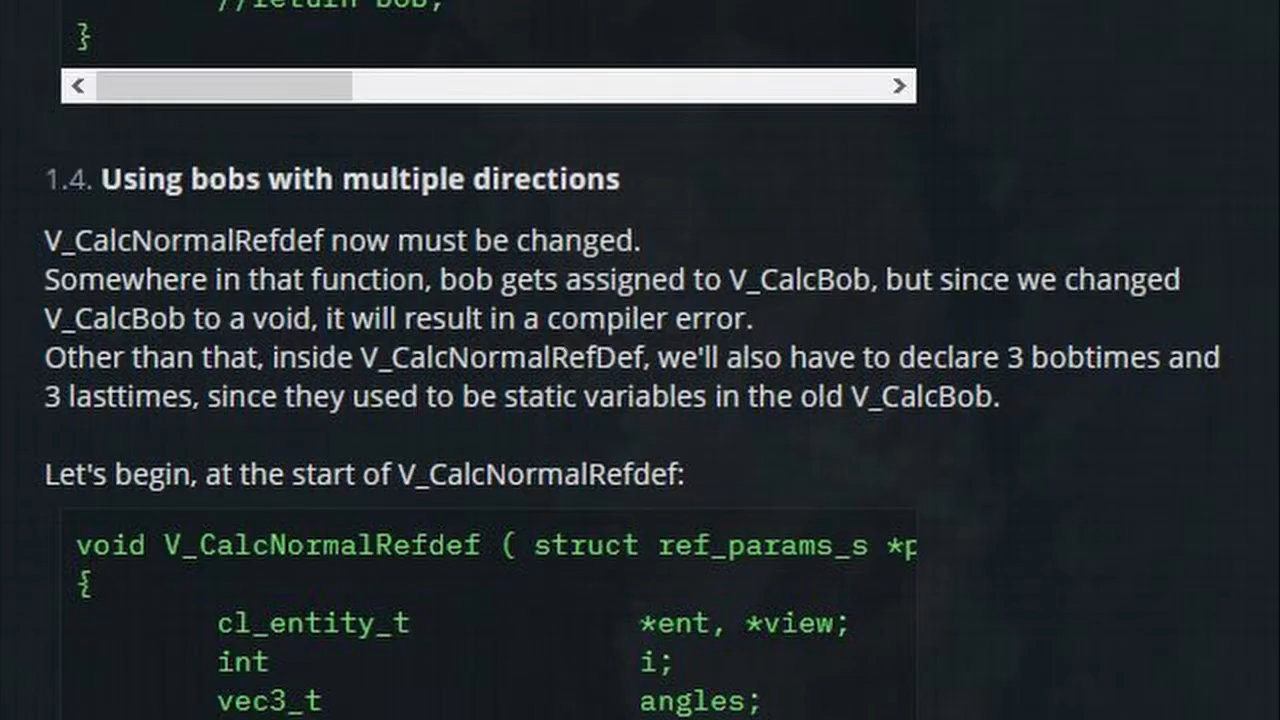 //return bob;
}
1.4. Using bobs with multiple directions
V_CalcNormalRefdef now must be changed.
Somewhere in that function, bob gets assigned to V_CalcBob, but since we changed
V_CalcBob to a void, it will result in a compiler error.
Other than that, inside V_CalcNormalRefDef, we'll also have to declare 3 bobtimes and
3 lasttimes, since they used to be static variables in the old V_CalcBob.
Let's begin, at the start of V_CalcNormalRefdef:
void V_CalcNormalRefdef ( struct ref_params_s *p
{
cl_entity_t *ent, *view;
int i;
vec3_t angles;